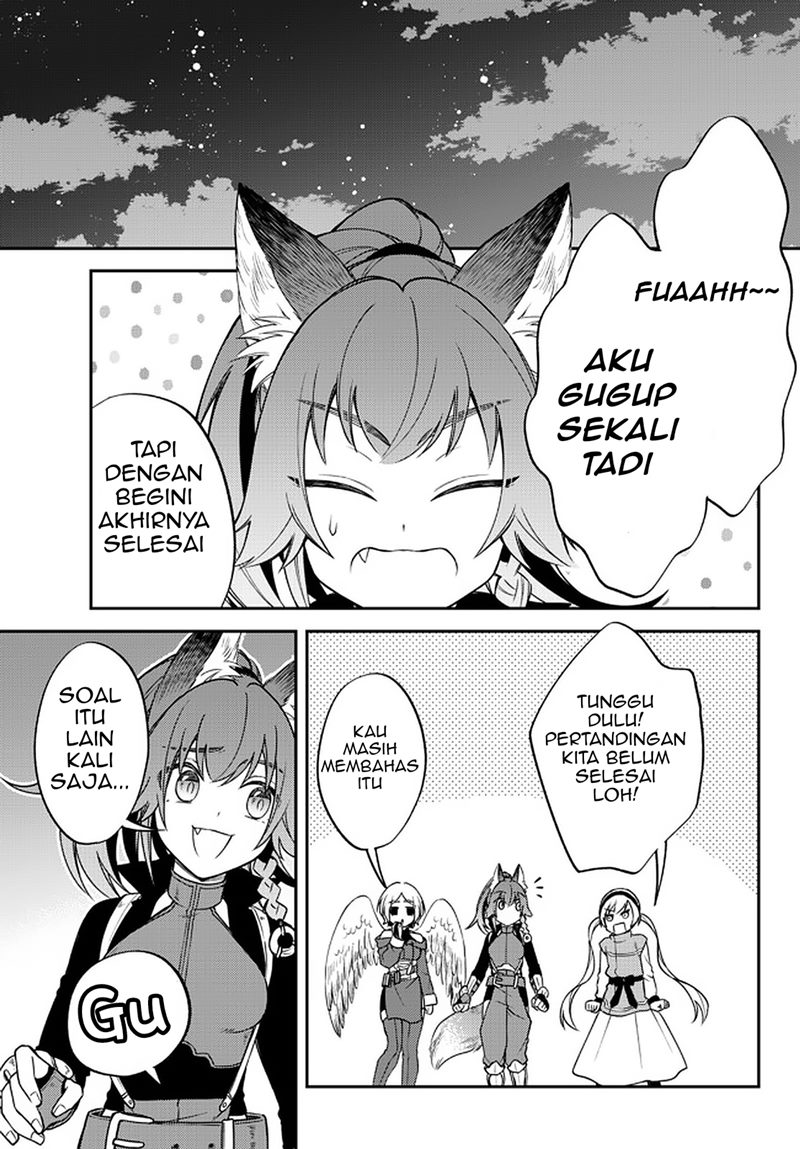 FUAAHH~~
AKU
GUGUP
SEKALI
TADI
TAPI
DENGAN
BEGINI
AKHIRNYA
SELESAI
TUNGGU
DULU!
PERTANDINGAN
KITA BELUM
SELESAI
LOH!
KAU
MASIH
MEMBAHAS
ITU
SOAL
ITU
LAIN
KALI
SAJA...
Gu